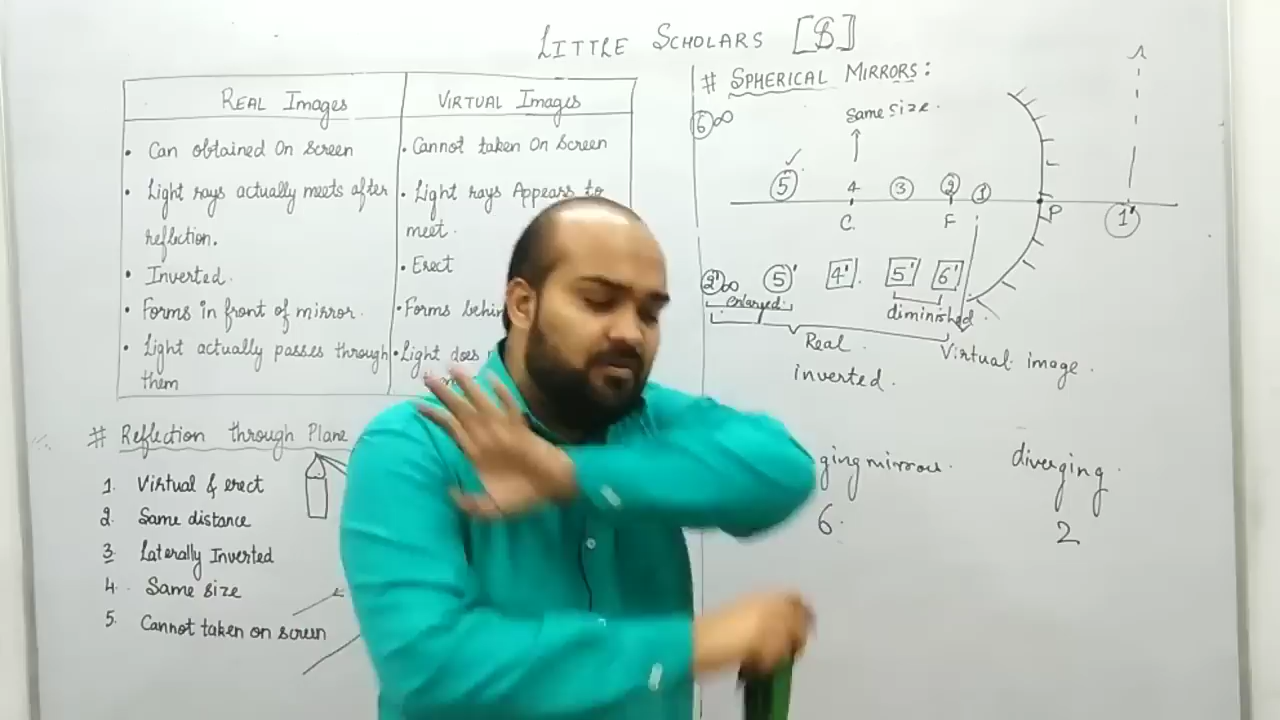 LITTLE SCHOLARS [S]
REAL Images
• Can obtained On Screen
• Light rays actually meets after
reflection.
• Inverted.
• Forms in front of mirror.
• Light actually passes through
them
VIRTUAL Images
• Cannot taken On Screen
• Light rays Appears to
meet.
• Erect
• Forms
• Light does
# Reflection through Plane
1. Virtual & erect
2. Same distance
3. Laterally Inverted
4. Same size
5. Cannot taken on screen
# SPHERICAL MIRRORS:
6 ∞
same size.
5 4 3 2 1
C F P 1'
2' ∞ 5' 4' 5' 6'
enlarged
diminished.
Real
inverted.
Virtual image.
mirror.
diverging
6.
2